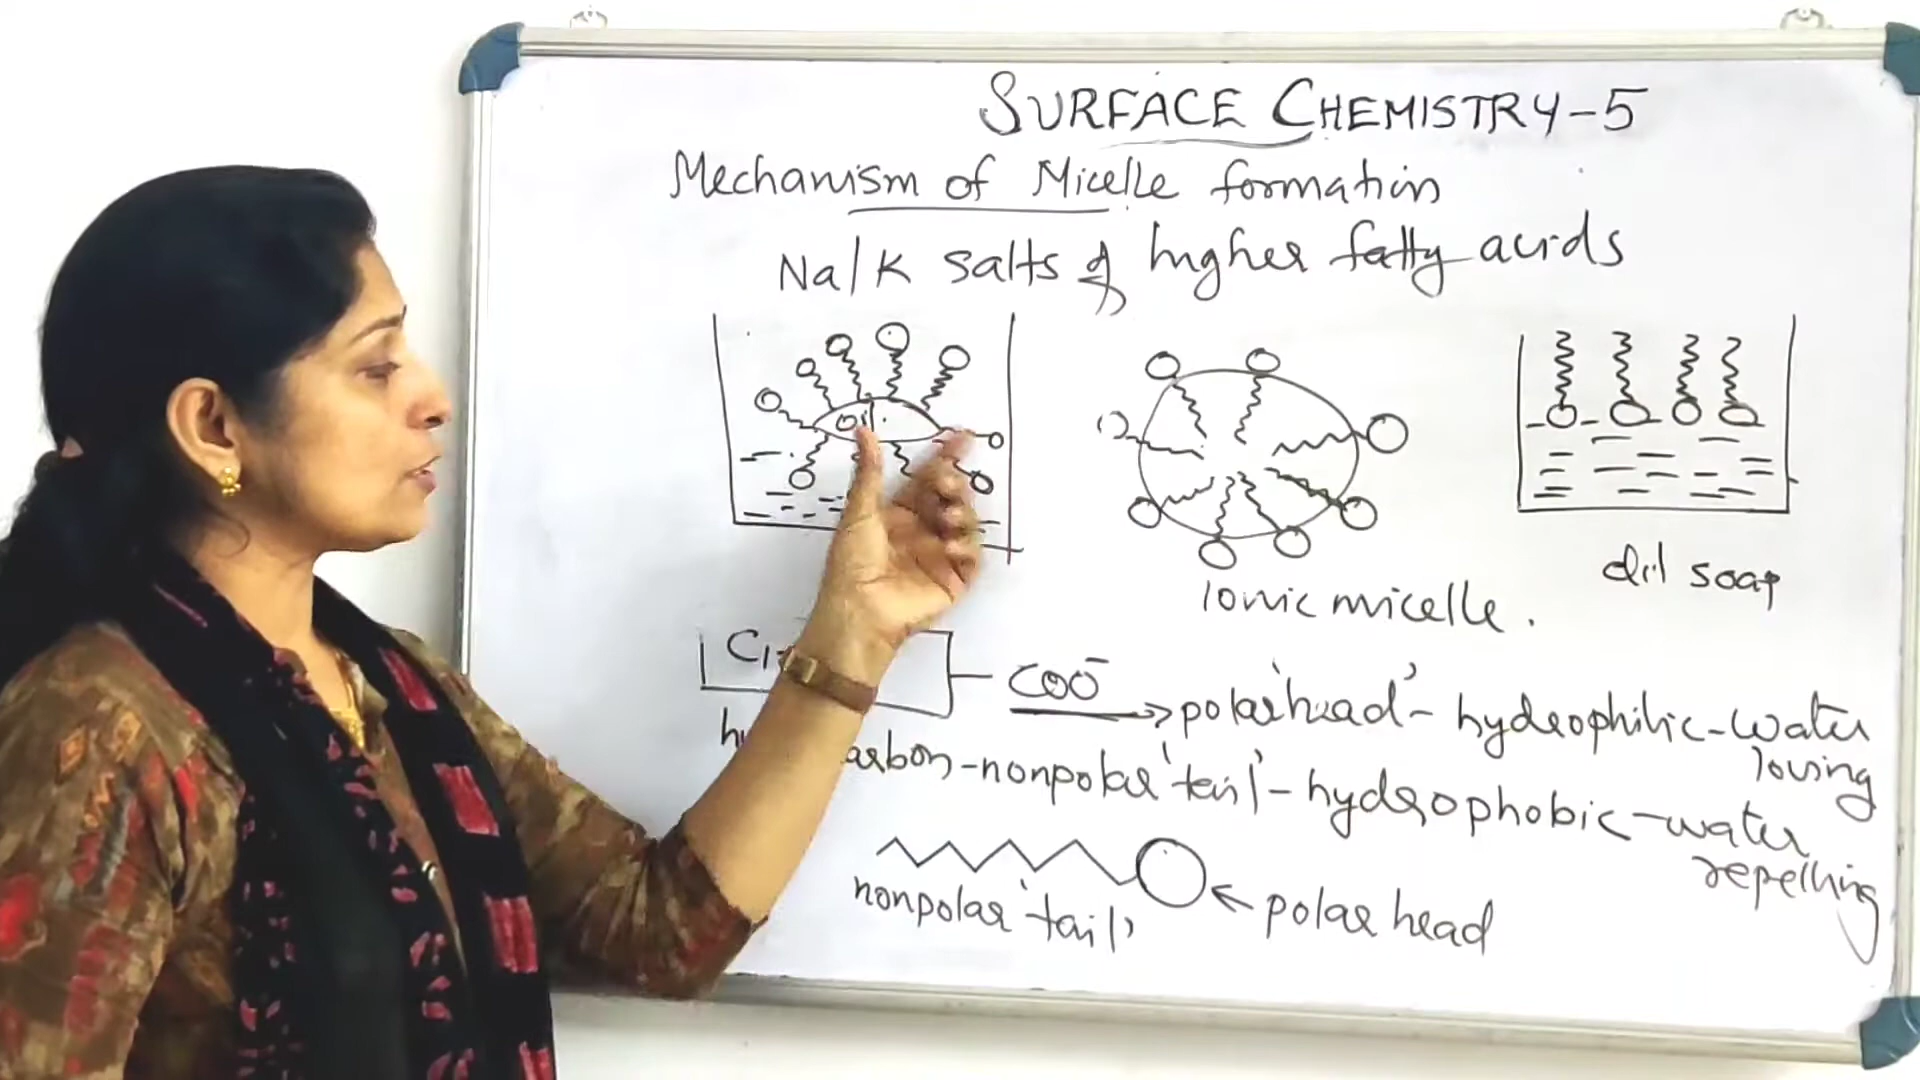 SURFACE CHEMISTRY-5
Mechanism of Micelle formation
Na/K salts of higher fatty acids
Oil
dil soap
Ionic micelle.
COO⁻ → polar 'head' - hydrophilic - water loving
nonpolar 'tail' - hydrophobic - water repelling
nonpolar 'tail' ← polar head